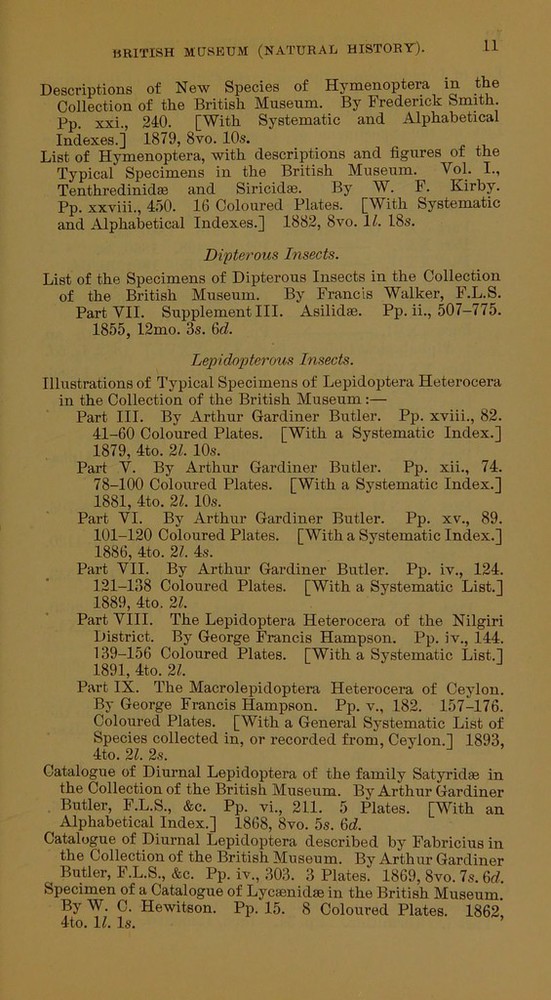 BRITISH MUSEUM (NATURAL HISTORY). 11
Descriptions of New Species of Hymenoptera in the
Collection of the British Museum. By Frederick Smith.
Pp. xxi., 240. [With Systematic and Alphabetical
Indexes.] 1879, 8vo. 10s.
List of Hymenoptera, with descriptions and figures of the
Typical Specimens in the British Museum. Vol. I.,
Tenthredinidæ and Siricidæ. By W. F. Kirby.
Pp. xxviii., 450. 16 Coloured Plates. [With Systematic
and Alphabetical Indexes.] 1882, 8vo. 1l. 18s.
Dipterous Insects.
List of the Specimens of Dipterous Insects in the Collection
of the British Museum. By Francis Walker, F.L.S.
Part VII. Supplement III. Asilidæ. Pp. ii., 507–775.
1855, 12mo. 3s. 6d.
Lepidopterous Insects.
Illustrations of Typical Specimens of Lepidoptera Heterocera
in the Collection of the British Museum :—
Part III. By Arthur Gardiner Butler. Pp. xviii., 82.
41–60 Coloured Plates. [With a Systematic Index.]
1879, 4to. 2l. 10s.
Part V. By Arthur Gardiner Butler. Pp. xii., 74.
78–100 Coloured Plates. [With a Systematic Index.]
1881, 4to. 2l. 10s.
Part VI. By Arthur Gardiner Butler. Pp. xv., 89.
101–120 Coloured Plates. [With a Systematic Index.]
1886, 4to. 2l. 4s.
Part VII. By Arthur Gardiner Butler. Pp. iv., 124.
121–138 Coloured Plates. [With a Systematic List.]
1889, 4to. 2l.
Part VIII. The Lepidoptera Heterocera of the Nilgiri
District. By George Francis Hampson. Pp. iv., 144.
139–156 Coloured Plates. [With a Systematic List.]
1891, 4to. 2l.
Part IX. The Macrolepidoptera Heterocera of Ceylon.
By George Francis Hampson. Pp. v., 182. 157–176.
Coloured Plates. [With a General Systematic List of
Species collected in, or recorded from, Ceylon.] 1893,
4to. 2l. 2s.
Catalogue of Diurnal Lepidoptera of the family Satyridæ in
the Collection of the British Museum. By Arthur Gardiner
Butler, F.L.S., &c. Pp. vi., 211. 5 Plates. [With an
Alphabetical Index.] 1868, 8vo. 5s. 6d.
Catalogue of Diurnal Lepidoptera described by Fabricius in
the Collection of the British Museum. By Arthur Gardiner
Butler, F.L.S., &c. Pp. iv., 303. 3 Plates. 1869, 8vo. 7s. 6d.
Specimen of a Catalogue of Lycænidæ in the British Museum.
By W. C. Hewitson. Pp. 15. 8 Coloured Plates. 1862,
4to. 1l. 1s.